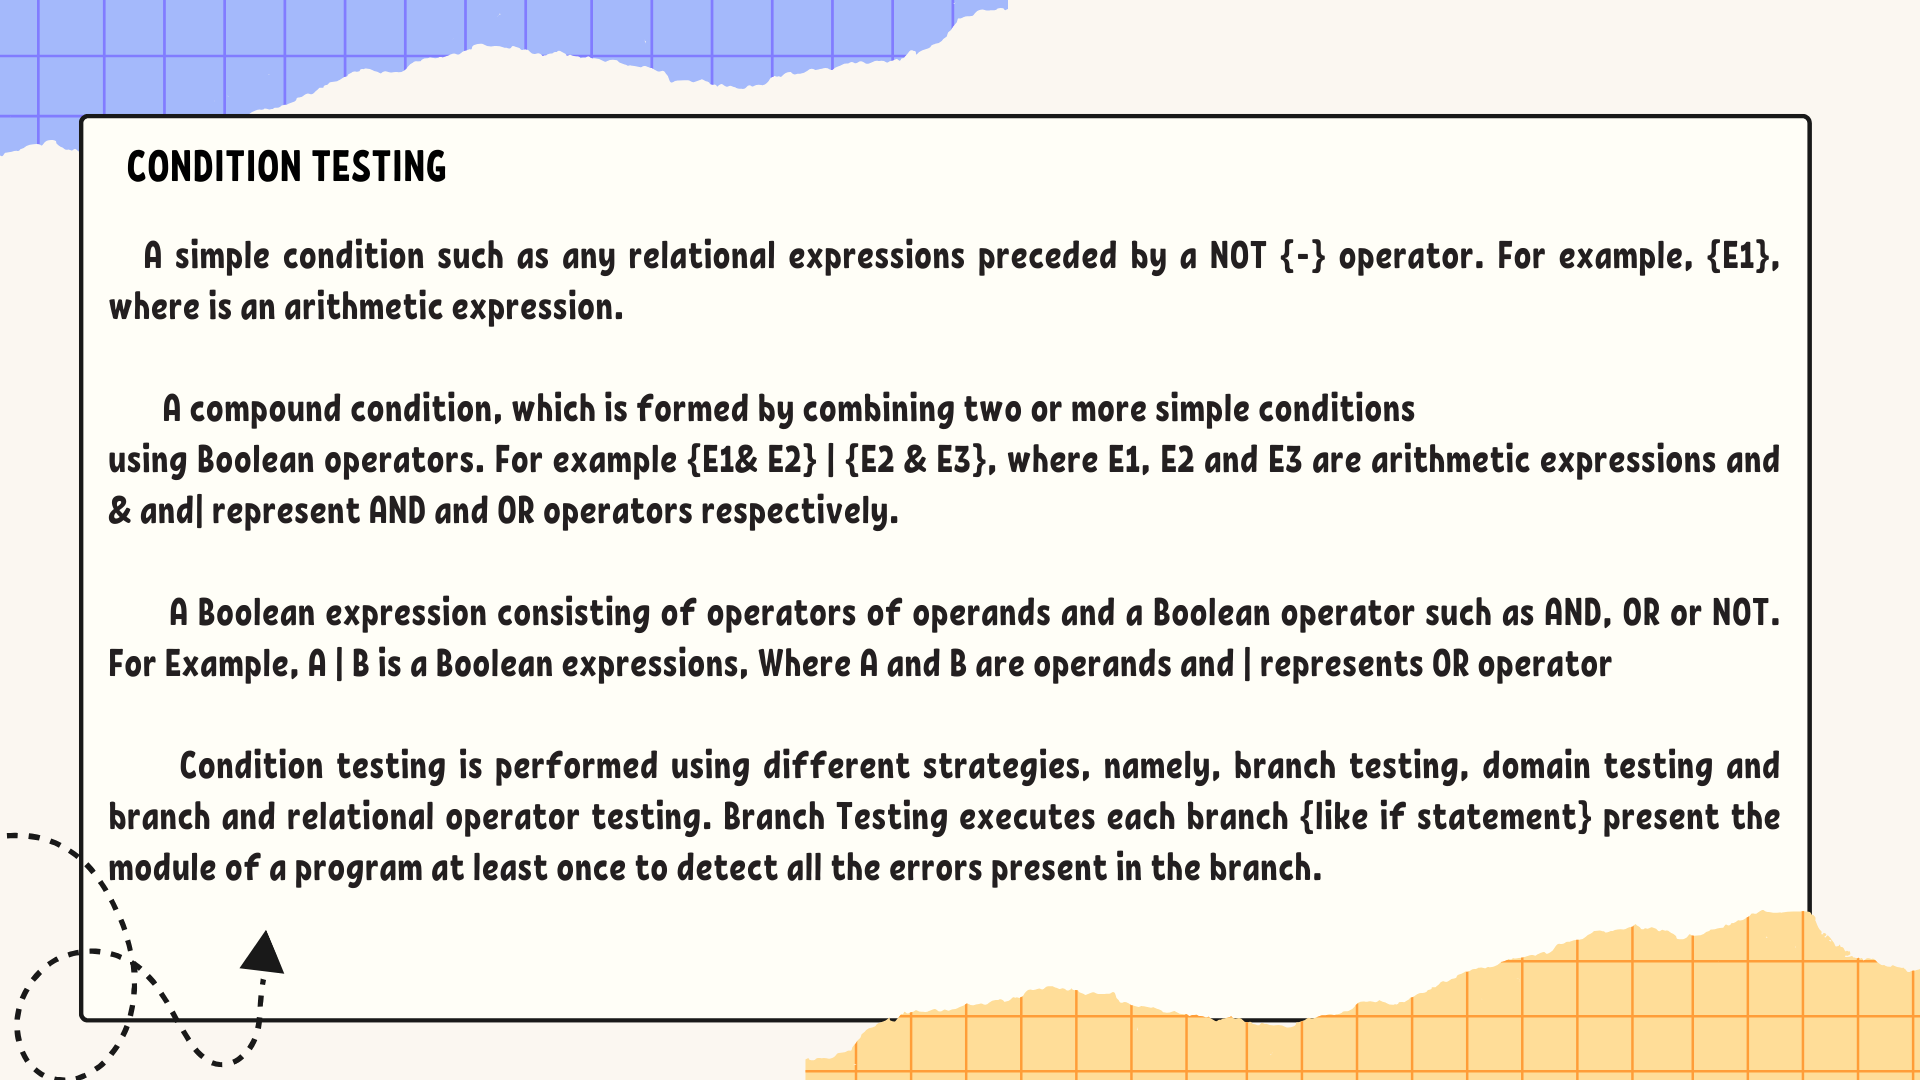 CONDITION TESTING
A simple condition such as any relational expressions preceded by a NOT {-} operator. For example, {E1},
where is an arithmetic expression.
A compound condition, which is formed by combining two or more simple conditions
using Boolean operators. For example {E1& E2} | {E2 & E3}, where E1, E2 and E3 are arithmetic expressions and
& and| represent AND and OR operators respectively.
A Boolean expression consisting of operators of operands and a Boolean operator such as AND, OR or NOT.
For Example, A | B is a Boolean expressions, Where A and B are operands and | represents OR operator
Condition testing is performed using different strategies, namely, branch testing, domain testing and
branch and relational operator testing. Branch Testing executes each branch {like if statement} present the
module of a program at least once to detect all the errors present in the branch.